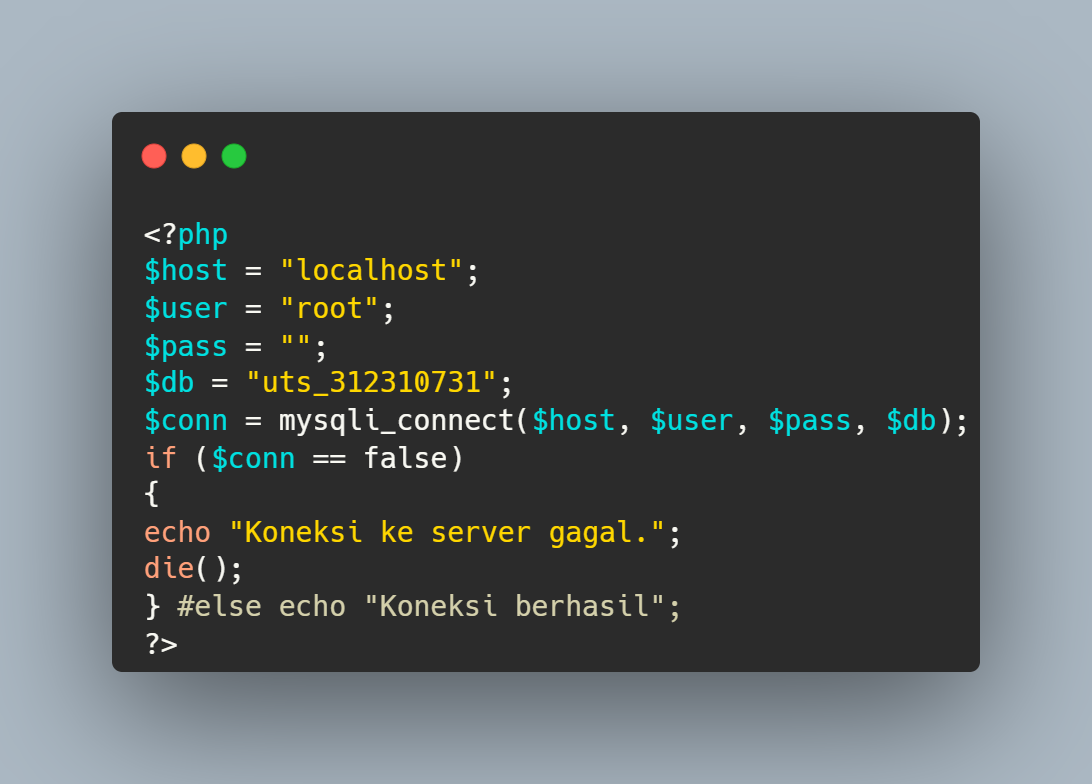 <?php
$host = "localhost";
$user = "root";
$pass = "";
$db = "uts_312310731";
$conn = mysqli_connect($host, $user, $pass, $db);
if ($conn == false)
{
echo "Koneksi ke server gagal.";
die();
} #else echo "Koneksi berhasil";
?>